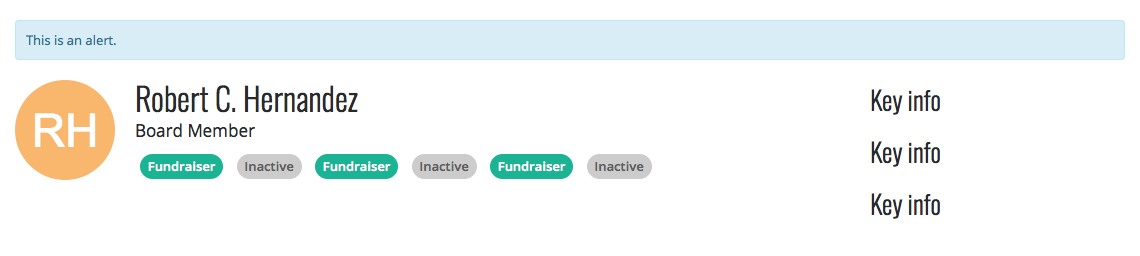 This is an alert.
RH
Robert C. Hernandez
Board Member
Fundraiser Inactive Fundraiser Inactive Fundraiser Inactive
Key info
Key info
Key info